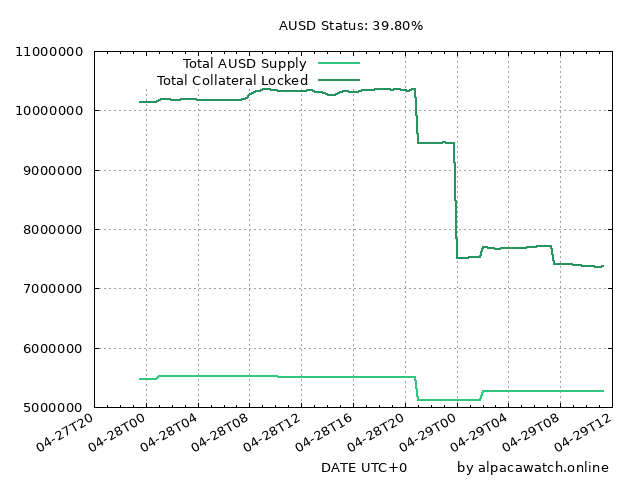 AUSD Status: 39.80%
11000000
10000000
9000000
8000000
7000000
6000000
5000000
Total AUSD Supply
Total Collateral Locked
04-27T20
04-28T00
04-28T04
04-28T08
04-28T12
04-28T16
04-28T20
04-29T00
04-29T04
04-29T08
04-29T12
DATE UTC+0
by alpacawatch.online